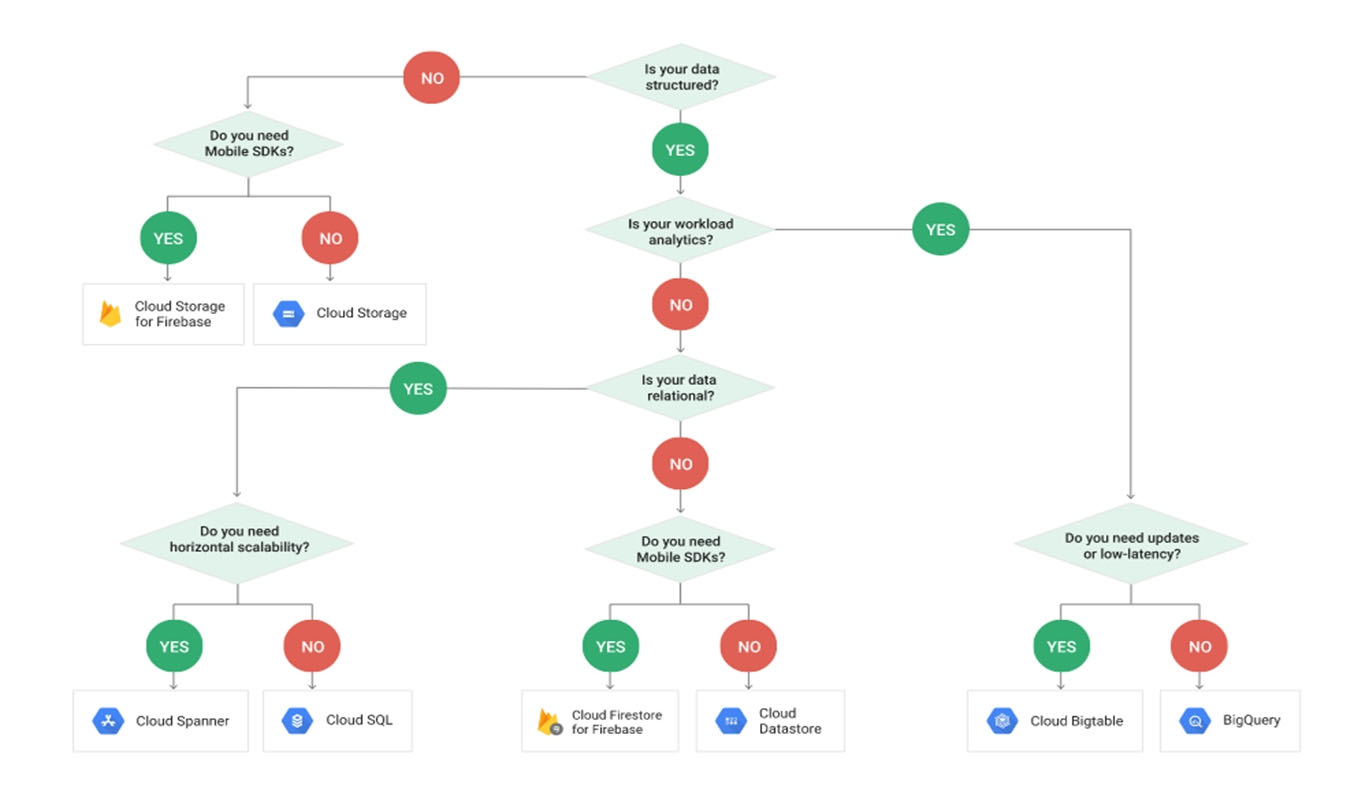 Is your data
structured?
NO
Do you need
Mobile SDKs?
YES
YES
NO
Cloud Storage
for Firebase
Cloud Storage
Is your workload
analytics?
YES
NO
Is your data
relational?
YES
NO
Do you need
horizontal scalability?
YES
NO
Cloud Spanner
Cloud SQL
Do you need
Mobile SDKs?
YES
NO
Cloud Firestore
for Firebase
Cloud
Datastore
Do you need updates
or low-latency?
YES
NO
Cloud Bigtable
BigQuery